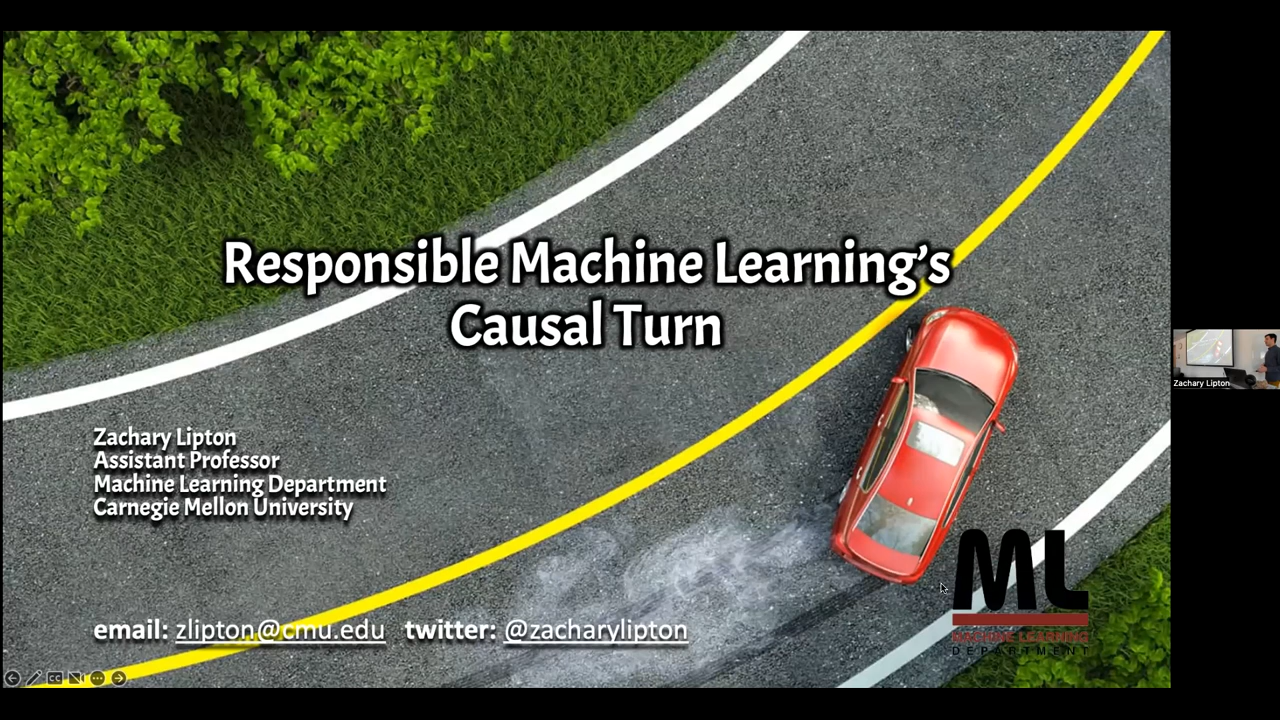 Responsible Machine Learning’s
Causal Turn
Zachary Lipton
Assistant Professor
Machine Learning Department
Carnegie Mellon University
email: zlipton@cmu.edu twitter: @zacharylipton
ML
MACHINE LEARNING
DEPARTMENT
CC
Zachary Lipton